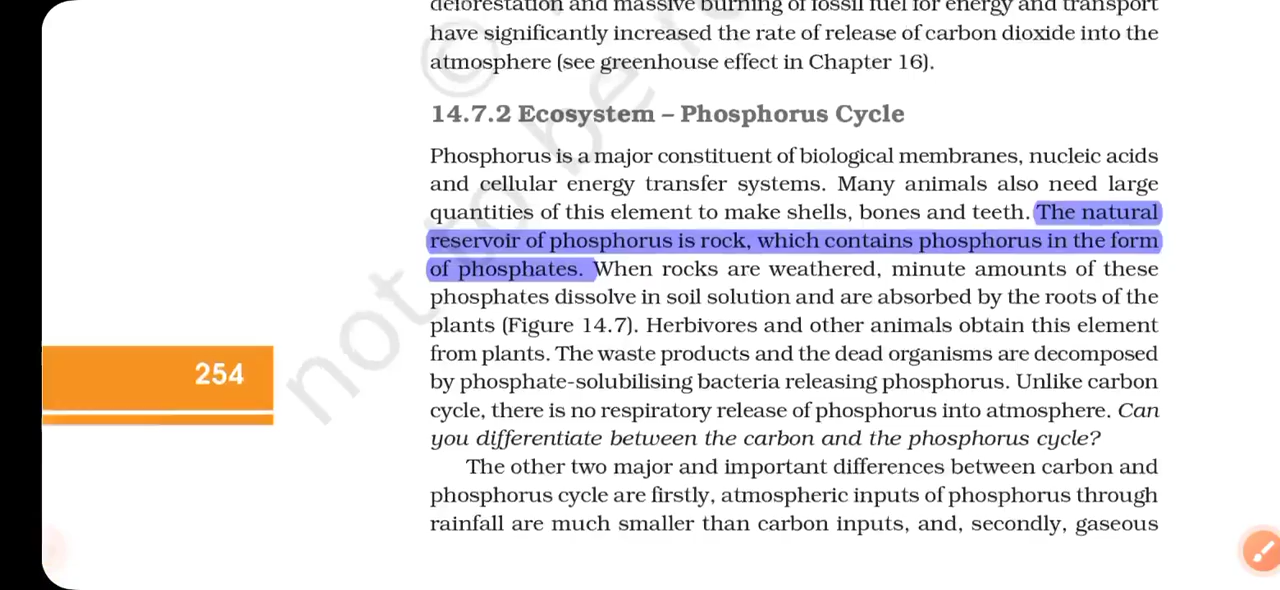 deforestation and massive burning of fossil fuel for energy and transport
have significantly increased the rate of release of carbon dioxide into the
atmosphere (see greenhouse effect in Chapter 16).
14.7.2 Ecosystem – Phosphorus Cycle
Phosphorus is a major constituent of biological membranes, nucleic acids
and cellular energy transfer systems. Many animals also need large
quantities of this element to make shells, bones and teeth. The natural
reservoir of phosphorus is rock, which contains phosphorus in the form
of phosphates. When rocks are weathered, minute amounts of these
phosphates dissolve in soil solution and are absorbed by the roots of the
plants (Figure 14.7). Herbivores and other animals obtain this element
from plants. The waste products and the dead organisms are decomposed
by phosphate-solubilising bacteria releasing phosphorus. Unlike carbon
cycle, there is no respiratory release of phosphorus into atmosphere. Can
you differentiate between the carbon and the phosphorus cycle?
The other two major and important differences between carbon and
phosphorus cycle are firstly, atmospheric inputs of phosphorus through
rainfall are much smaller than carbon inputs, and, secondly, gaseous
254
©
not to be r